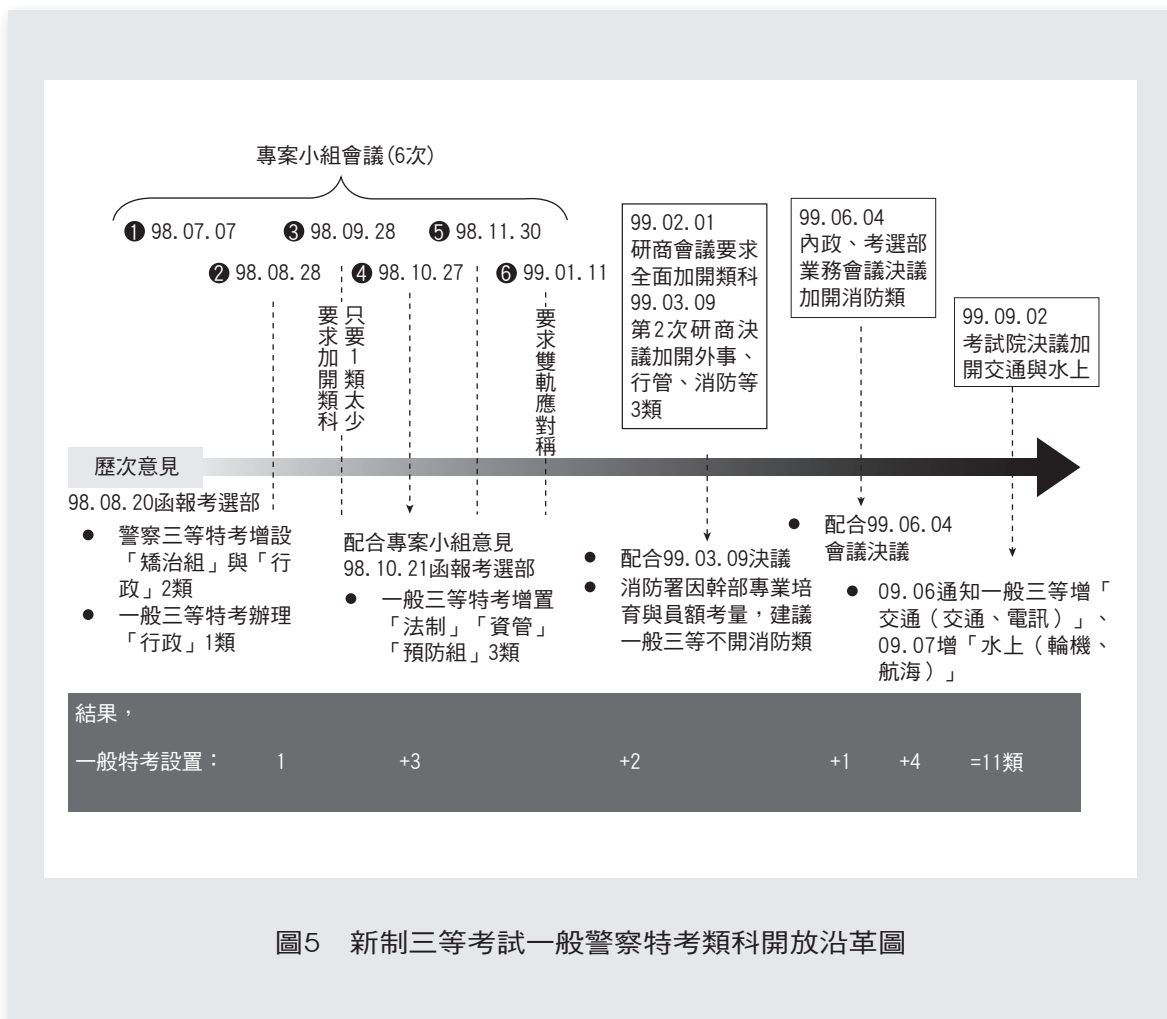 專案小組會議(6次)
❶ 98.07.07
❸ 98.09.28
❺ 98.11.30
❷ 98.08.28
❹ 98.10.27
❻ 99.01.11
只要1類太少
要求加開類科
要求雙軌應對稱
99.02.01
研商會議要求
全面加開類科
99.03.09
第2次研商決
議加開外事、
行管、消防等
3類
99.06.04
內政、考選部
業務會議決議
加開消防類
99.09.02
考試院決議加
開交通與水上
歷次意見
98.08.20函報考選部
● 警察三等特考增設
「矯治組」與「行
政」2類
● 一般三等特考辦理
「行政」1類
配合專案小組意見
98.10.21函報考選部
● 一般三等特考增置
「法制」「資管」
「預防組」3類
● 配合99.03.09決議
● 消防署因幹部專業培
育與員額考量，建議
一般三等不開消防類
● 配合99.06.04
會議決議
● 09.06通知一般三等增「
交通（交通、電訊）」、
09.07增「水上（輪機、
航海）」
結果，
一般特考設置： 1 +3 +2 +1 +4 =11類
圖5 新制三等考試一般警察特考類科開放沿革圖